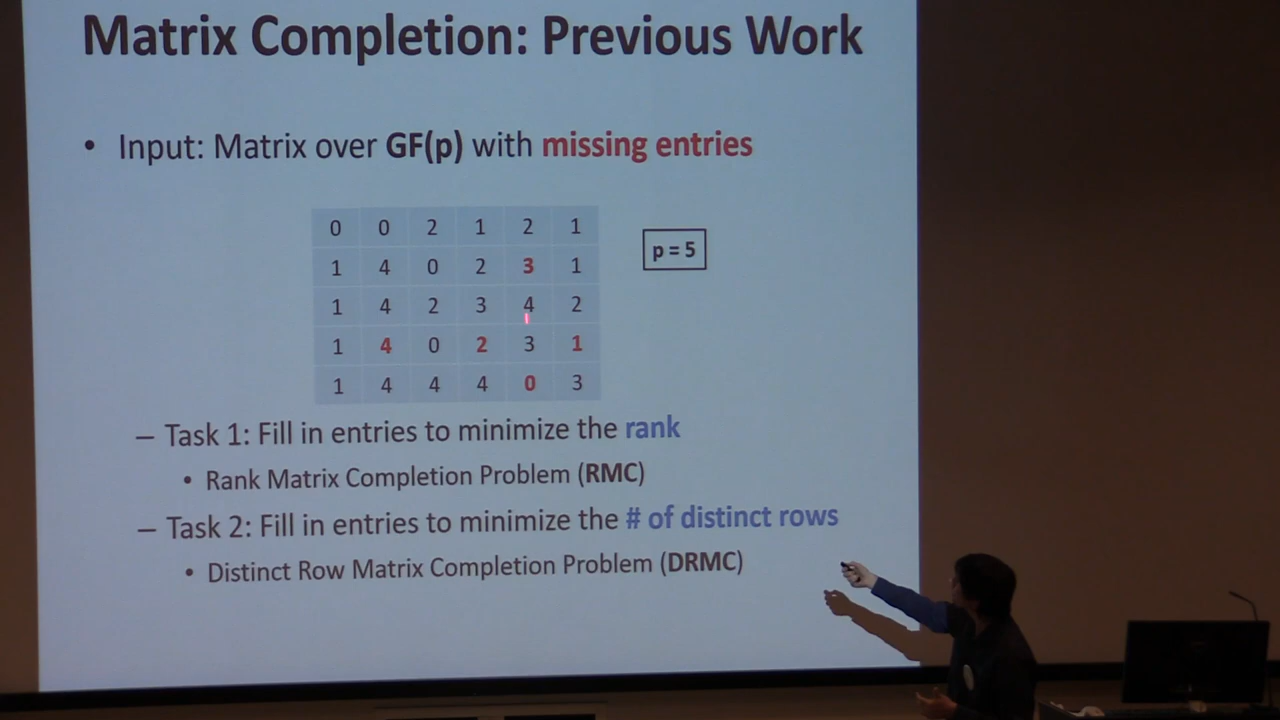 Matrix Completion: Previous Work
• Input: Matrix over GF(p) with missing entries
0 0 2 1 2 1
1 4 0 2 3 1
1 4 2 3 4 2
1 4 0 2 3 1
1 4 4 4 0 3
p = 5
– Task 1: Fill in entries to minimize the rank
• Rank Matrix Completion Problem (RMC)
– Task 2: Fill in entries to minimize the # of distinct rows
• Distinct Row Matrix Completion Problem (DRMC)